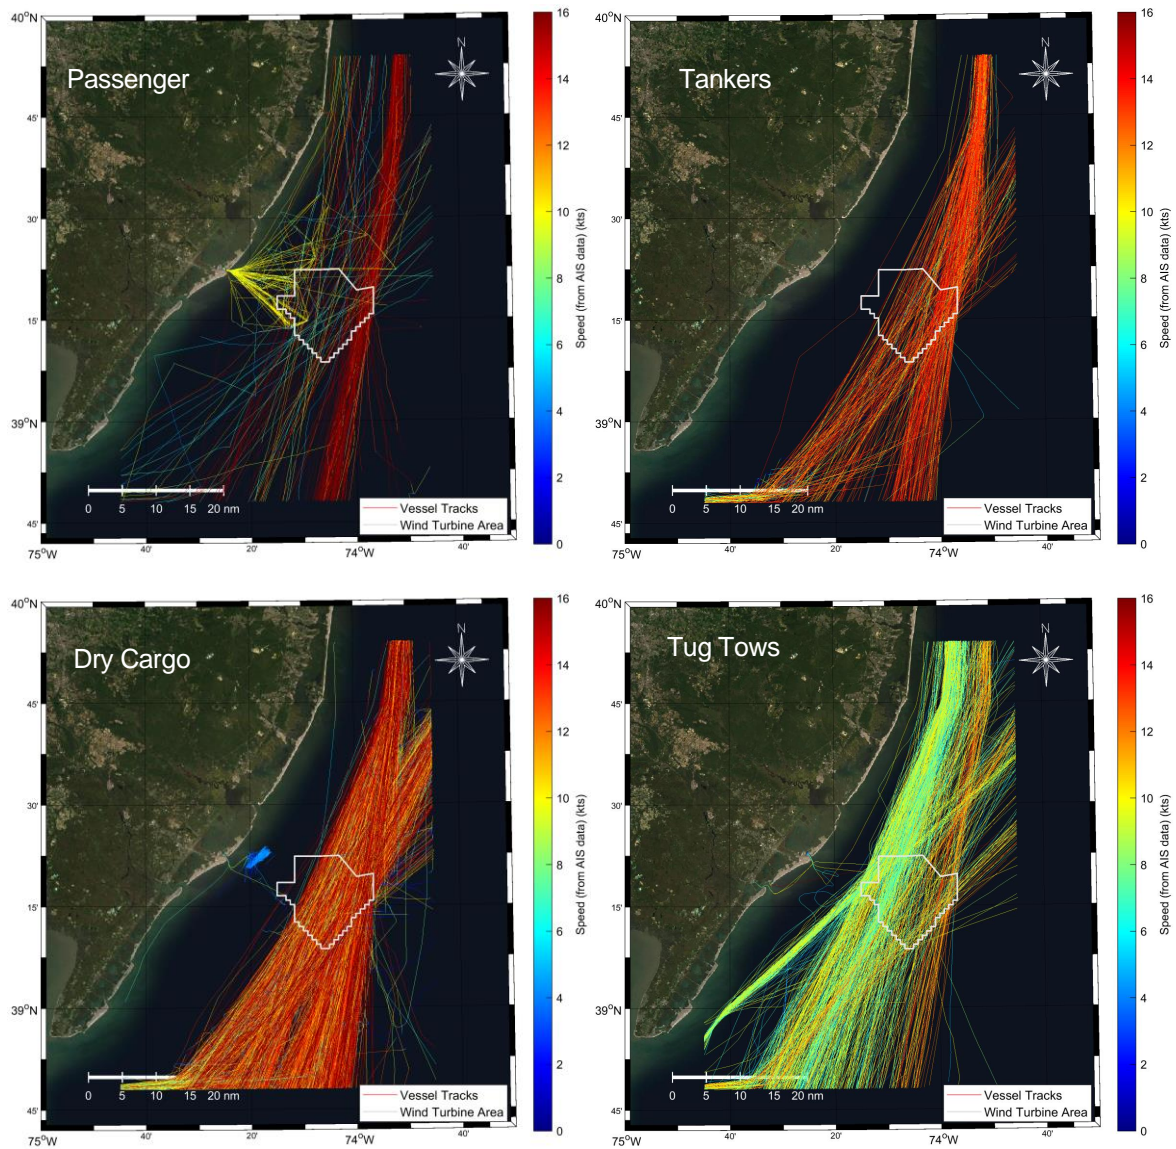 40°N
Passenger
N
45'
30'
15'
39°N
45'
0 5 10 15 20 nm
Vessel Tracks
Wind Turbine Area
75°W 40' 20' 74°W 40'
16
14
12
10
8
6
4
2
0
Speed (from AIS data) (kts)
40°N
Tankers
N
45'
30'
15'
39°N
45'
0 5 10 15 20 nm
Vessel Tracks
Wind Turbine Area
75°W 40' 20' 74°W 40'
16
14
12
10
8
6
4
2
0
Speed (from AIS data) (kts)
40°N
Dry Cargo
N
45'
30'
15'
39°N
45'
0 5 10 15 20 nm
Vessel Tracks
Wind Turbine Area
75°W 40' 20' 74°W 40'
16
14
12
10
8
6
4
2
0
Speed (from AIS data) (kts)
40°N
Tug Tows
N
45'
30'
15'
39°N
45'
0 5 10 15 20 nm
Vessel Tracks
Wind Turbine Area
75°W 40' 20' 74°W 40'
16
14
12
10
8
6
4
2
0
Speed (from AIS data) (kts)